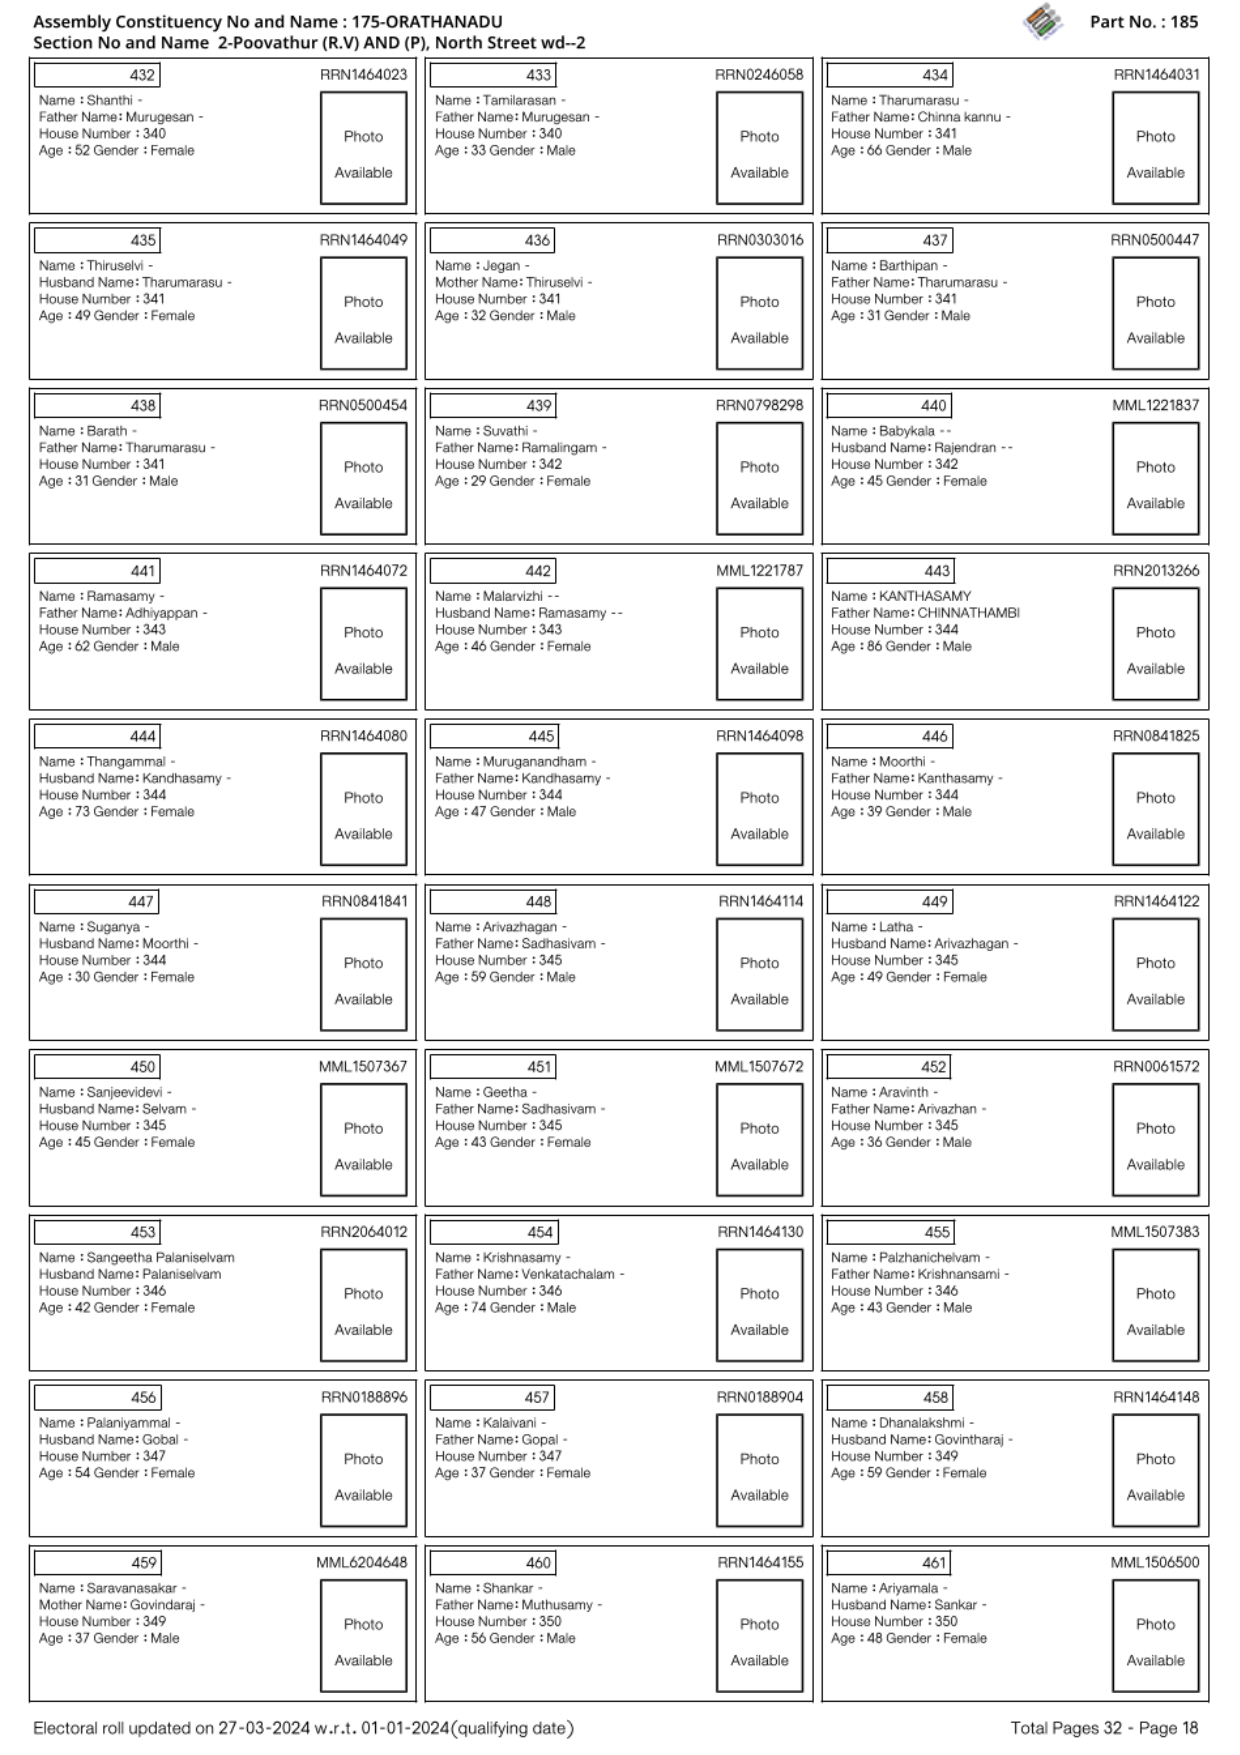 Assembly Constituency No and Name : 175-ORATHANADU
Part No. : 185
Section No and Name 2-Poovathur (R.V) AND (P), North Street wd--2
432 RRN1464023
Name : Shanthi -
Father Name: Murugesan -
House Number : 340
Age : 52 Gender : Female
Photo
Available
433 RRN0246058
Name : Tamilarasan -
Father Name: Murugesan -
House Number : 340
Age : 33 Gender : Male
Photo
Available
434 RRN1464031
Name : Tharumarasu -
Father Name: Chinna kannu -
House Number : 341
Age : 66 Gender : Male
Photo
Available
435 RRN1464049
Name : Thiruselvi -
Husband Name: Tharumarasu -
House Number : 341
Age : 49 Gender : Female
Photo
Available
436 RRN0303016
Name : Jegan -
Mother Name: Thiruselvi -
House Number : 341
Age : 32 Gender : Male
Photo
Available
437 RRN0500447
Name : Barthipan -
Father Name: Tharumarasu -
House Number : 341
Age : 31 Gender : Male
Photo
Available
438 RRN0500454
Name : Barath -
Father Name: Tharumarasu -
House Number : 341
Age : 31 Gender : Male
Photo
Available
439 RRN0798298
Name : Suvathi -
Father Name: Ramalingam -
House Number : 342
Age : 29 Gender : Female
Photo
Available
440 MML1221837
Name : Babykala --
Husband Name: Rajendran --
House Number : 342
Age : 45 Gender : Female
Photo
Available
441 RRN1464072
Name : Ramasamy -
Father Name: Adhiyappan -
House Number : 343
Age : 62 Gender : Male
Photo
Available
442 MML1221787
Name : Malarvizhi --
Husband Name: Ramasamy --
House Number : 343
Age : 46 Gender : Female
Photo
Available
443 RRN2013266
Name : KANTHASAMY
Father Name: CHINNATHAMBI
House Number : 344
Age : 86 Gender : Male
Photo
Available
444 RRN1464080
Name : Thangammal -
Husband Name: Kandhasamy -
House Number : 344
Age : 73 Gender : Female
Photo
Available
445 RRN1464098
Name : Muruganandham -
Father Name: Kandhasamy -
House Number : 344
Age : 47 Gender : Male
Photo
Available
446 RRN0841825
Name : Moorthi -
Father Name: Kanthasamy -
House Number : 344
Age : 39 Gender : Male
Photo
Available
447 RRN0841841
Name : Suganya -
Husband Name: Moorthi -
House Number : 344
Age : 30 Gender : Female
Photo
Available
448 RRN1464114
Name : Arivazhagan -
Father Name: Sadhasivam -
House Number : 345
Age : 59 Gender : Male
Photo
Available
449 RRN1464122
Name : Latha -
Husband Name: Arivazhagan -
House Number : 345
Age : 49 Gender : Female
Photo
Available
450 MML1507367
Name : Sanjeevidevi -
Husband Name: Selvam -
House Number : 345
Age : 45 Gender : Female
Photo
Available
451 MML1507672
Name : Geetha -
Father Name: Sadhasivam -
House Number : 345
Age : 43 Gender : Female
Photo
Available
452 RRN0061572
Name : Aravinth -
Father Name: Arivazhan -
House Number : 345
Age : 36 Gender : Male
Photo
Available
453 RRN2064012
Name : Sangeetha Palaniselvam
Husband Name: Palaniselvam
House Number : 346
Age : 42 Gender : Female
Photo
Available
454 RRN1464130
Name : Krishnasamy -
Father Name: Venkatachalam -
House Number : 346
Age : 74 Gender : Male
Photo
Available
455 MML1507383
Name : Palzhanichelvam -
Father Name: Krishnansami -
House Number : 346
Age : 43 Gender : Male
Photo
Available
456 RRN0188896
Name : Palaniyammal -
Husband Name: Gobal -
House Number : 347
Age : 54 Gender : Female
Photo
Available
457 RRN0188904
Name : Kalaivani -
Father Name: Gopal -
House Number : 347
Age : 37 Gender : Female
Photo
Available
458 RRN1464148
Name : Dhanalakshmi -
Husband Name: Govintharaj -
House Number : 349
Age : 59 Gender : Female
Photo
Available
459 MML6204648
Name : Saravanasakar -
Mother Name: Govindaraj -
House Number : 349
Age : 37 Gender : Male
Photo
Available
460 RRN1464155
Name : Shankar -
Father Name: Muthusamy -
House Number : 350
Age : 56 Gender : Male
Photo
Available
461 MML1506500
Name : Ariyamala -
Husband Name: Sankar -
House Number : 350
Age : 48 Gender : Female
Photo
Available
Electoral roll updated on 27-03-2024 w.r.t. 01-01-2024(qualifying date)
Total Pages 32 - Page 18